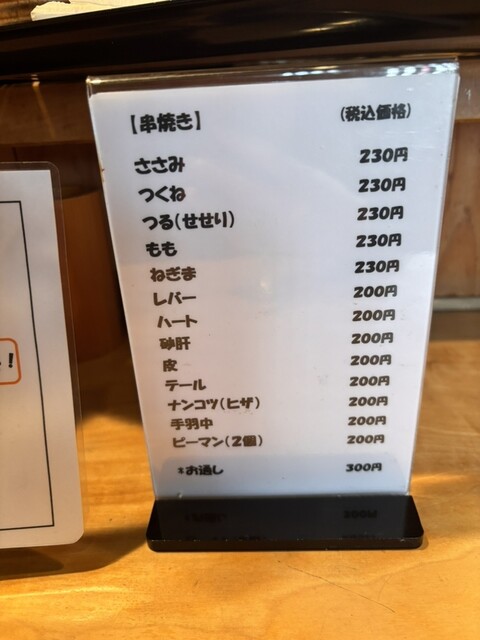 【串焼き】 (税込価格)
ささみ 230円
つくね 230円
つる(せせり) 230円
もも 230円
ねぎま 230円
レバー 200円
ハート 200円
砂肝 200円
皮 200円
テール 200円
ナンコツ(ヒザ) 200円
手羽中 200円
ピーマン(2個) 200円
*お通し 300円
!